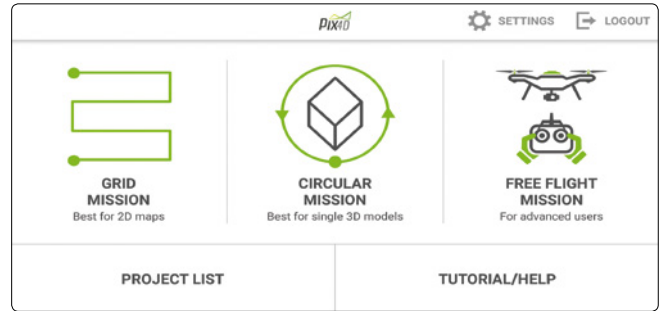 PIX4D
SETTINGS
LOGOUT
GRID
MISSION
Best for 2D maps
CIRCULAR
MISSION
Best for single 3D models
FREE FLIGHT
MISSION
For advanced users
PROJECT LIST
TUTORIAL/HELP